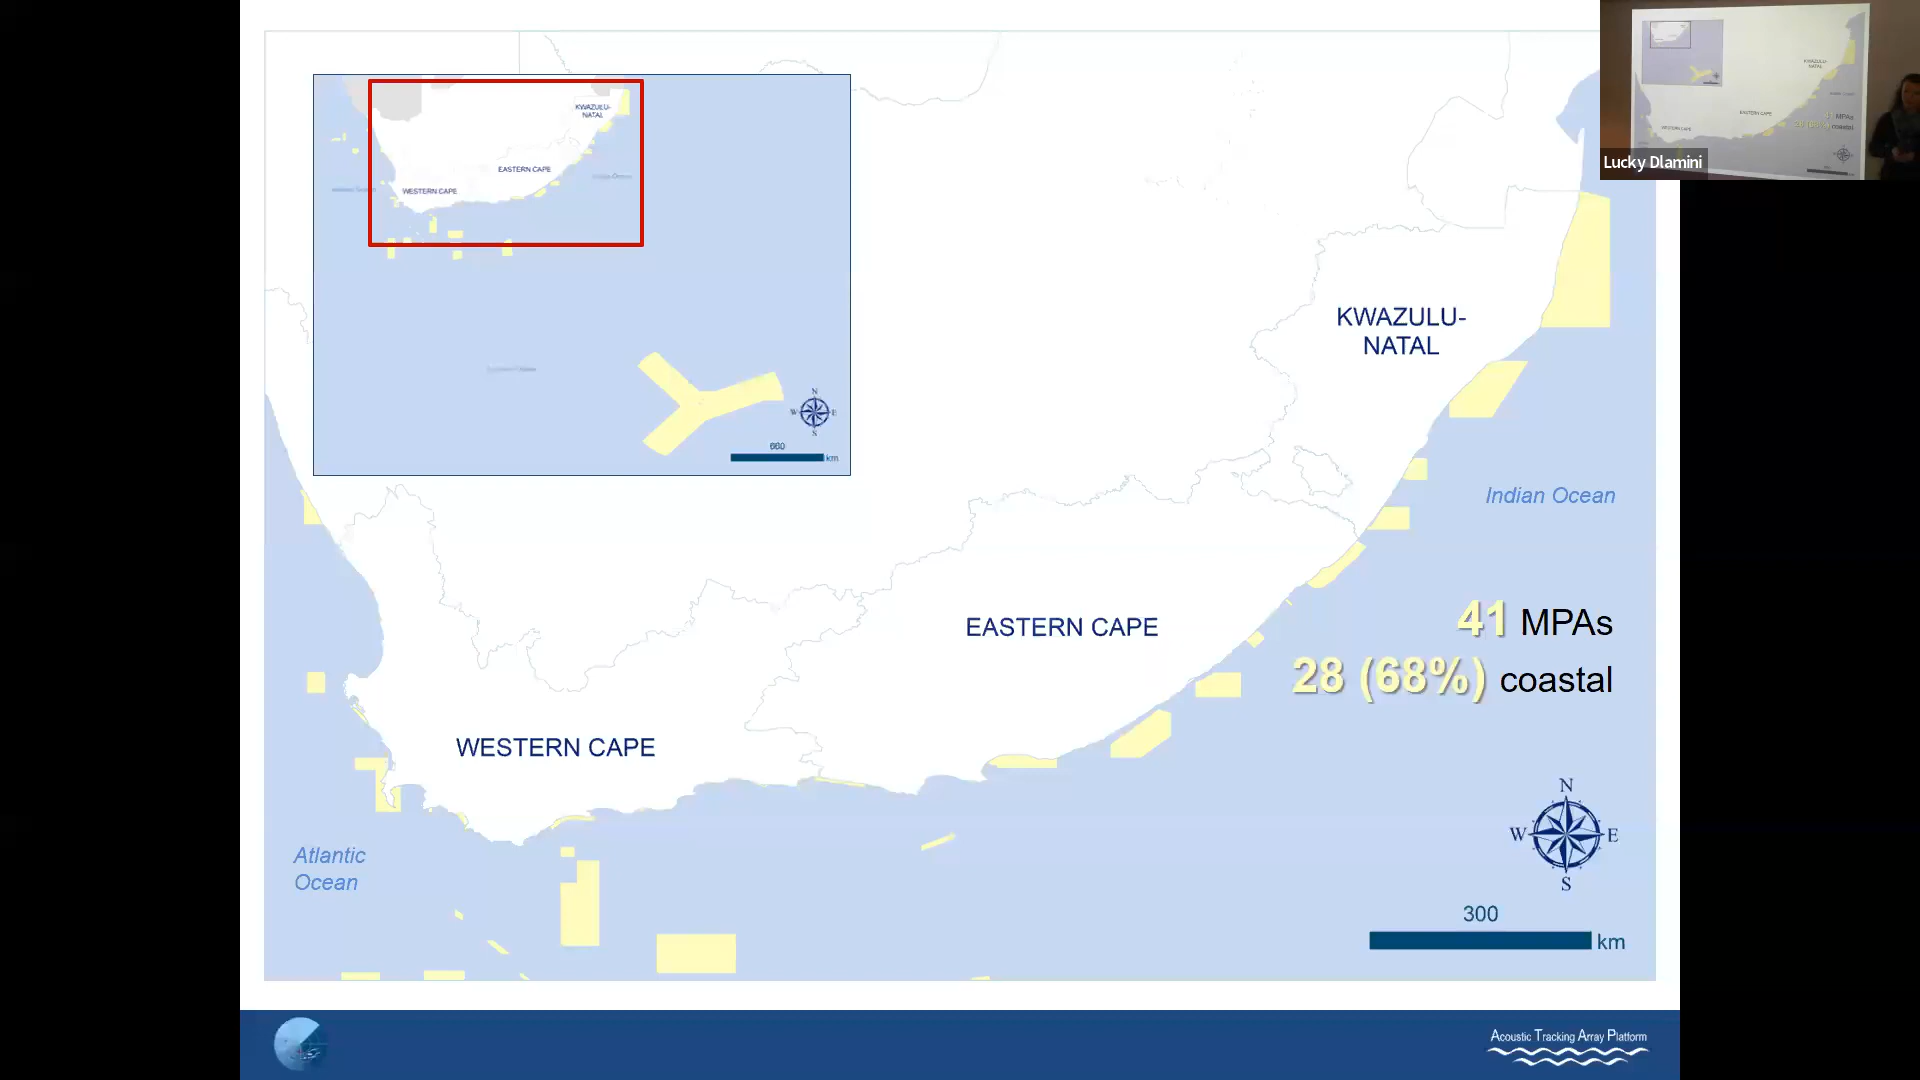 KWAZULU-
NATAL
EASTERN CAPE
WESTERN CAPE
N
W E
S
660
km
Lucky Dlamini
KWAZULU-
NATAL
Indian Ocean
41 MPAs
28 (68%) coastal
EASTERN CAPE
WESTERN CAPE
Atlantic
Ocean
N
W E
S
300
km
Acoustic Tracking Array Platform